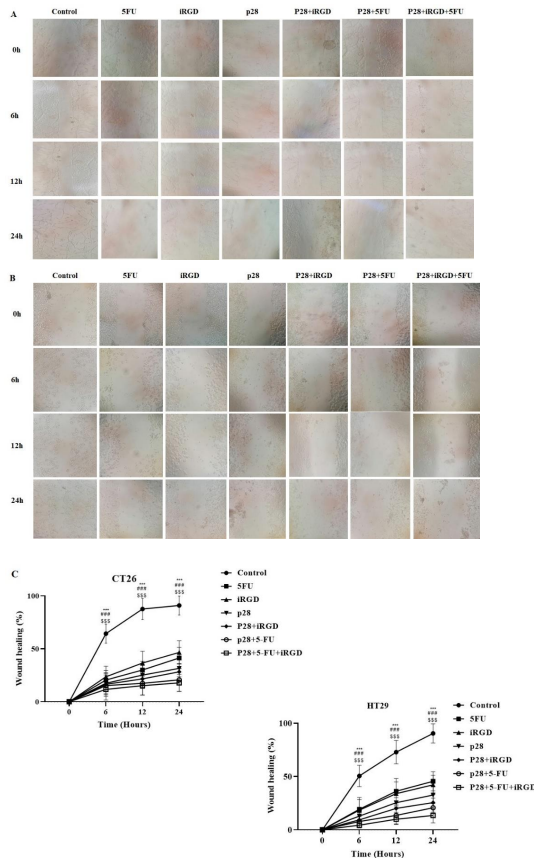 A
Control 5FU iRGD p28 P28+iRGD P28+5FU P28+iRGD+5FU
0h
6h
12h
24h
B
Control 5FU iRGD p28 P28+iRGD P28+5FU P28+iRGD+5FU
0h
6h
12h
24h
C
CT26
Wound healing (%)
100
50
0
***
###
$$$
***
###
$$$
***
###
$$$
0 6 12 24
Time (Hours)
Control
5FU
iRGD
p28
P28+iRGD
p28+5-FU
P28+5-FU+iRGD
HT29
Wound healing (%)
100
50
0
***
###
$$$
***
###
$$$
***
###
$$$
0 6 12 24
Time (Hours)
Control
5FU
iRGD
p28
P28+iRGD
p28+5-FU
P28+5-FU+iRGD